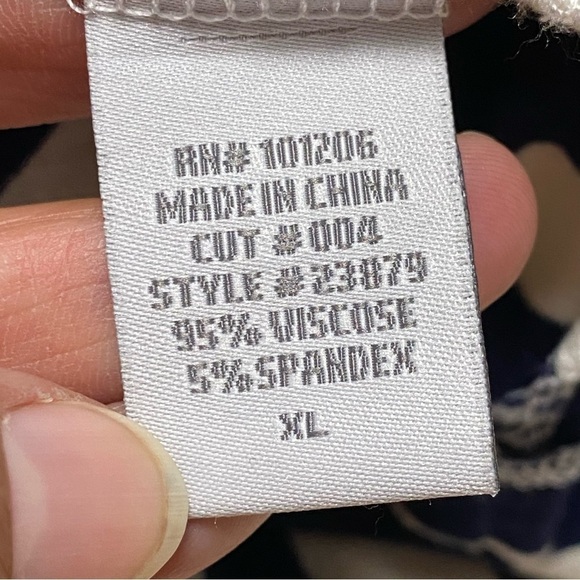 RN# 101206
MADE IN CHINA
CUT #004
STYLE #23879
95% VISCOSE
5% SPANDEX
XL